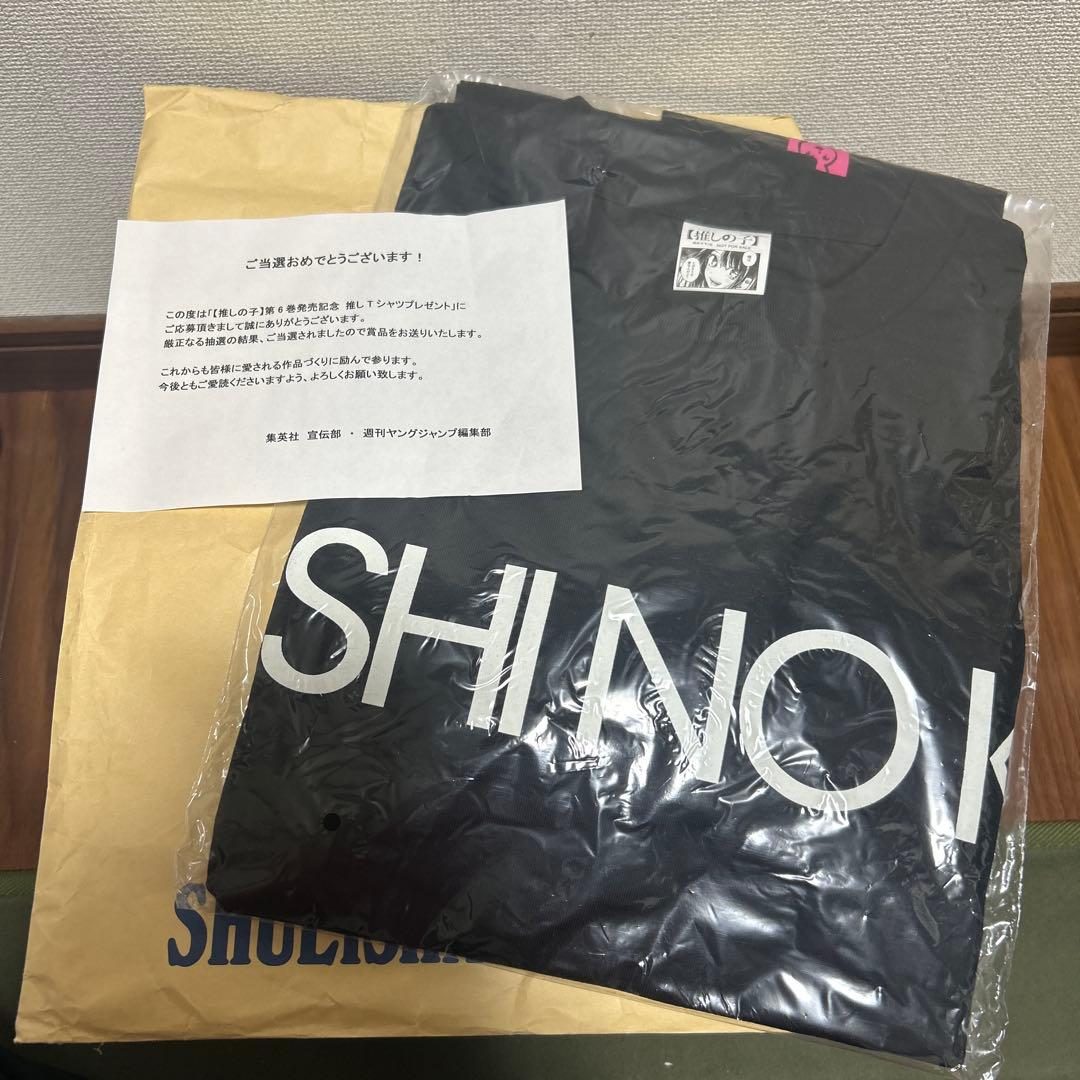 ご当選おめでとうございます！
この度は「【推しの子】第6巻発売記念 推しTシャツプレゼント」に
ご応募頂きまして誠にありがとうございます。
厳正なる抽選の結果、ご当選されましたので賞品をお送りいたします。
これからも皆様に愛される作品づくりに励んで参ります。
今後ともご愛読くださいますよう、よろしくお願い致します。
集英社 宣伝部 ・ 週刊ヤングジャンプ編集部
【推しの子】
NOT FOR SALE
SHINOK
SHUEISHA